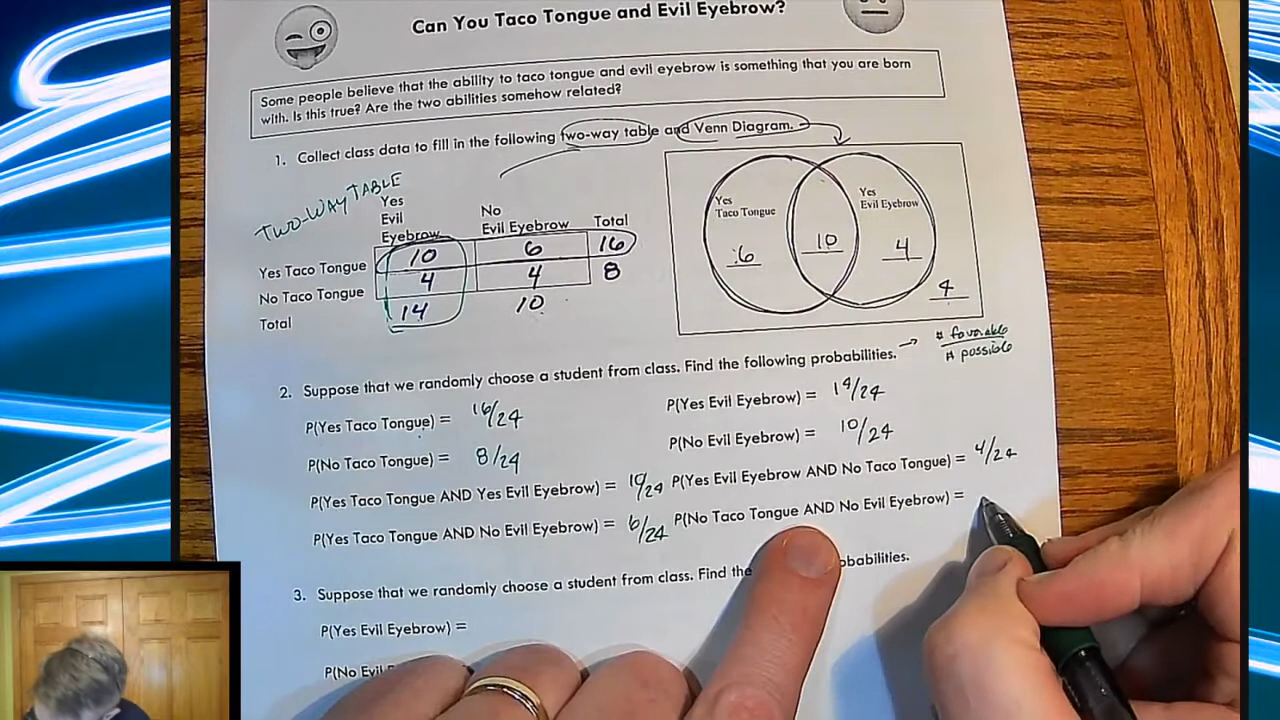 Can You Taco Tongue and Evil Eyebrow?
Some people believe that the ability to taco tongue and evil eyebrow is something that you are born
with. Is this true? Are the two abilities somehow related?
1. Collect class data to fill in the following two-way table and Venn Diagram.
TWO-WAY TABLE
Yes
Evil
Eyebrow
No
Evil Eyebrow
Total
Yes Taco Tongue 10 6 16
No Taco Tongue 4 4 8
Total 14 10
Yes
Taco Tongue
Yes
Evil Eyebrow
6 10 4
4
# favorable
# possible
2. Suppose that we randomly choose a student from class. Find the following probabilities.
P(Yes Taco Tongue) = 16/24
P(Yes Evil Eyebrow) = 14/24
P(No Taco Tongue) = 8/24
P(No Evil Eyebrow) = 10/24
P(Yes Taco Tongue AND Yes Evil Eyebrow) = 10/24
P(Yes Evil Eyebrow AND No Taco Tongue) = 4/24
P(Yes Taco Tongue AND No Evil Eyebrow) = 6/24
P(No Taco Tongue AND No Evil Eyebrow) =
3. Suppose that we randomly choose a student from class. Find the
P(Yes Evil Eyebrow) =
P(No